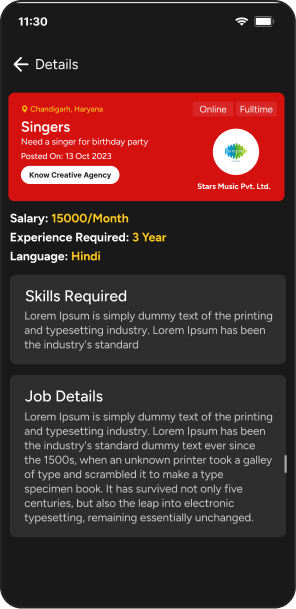 11:30
Details
Chandigarh, Haryana
Online
Fulltime
Singers
Need a singer for birthday party
Posted On: 13 Oct 2023
Know Creative Agency
Stars Music Pvt. Ltd.
Salary: 15000/Month
Experience Required: 3 Year
Language: Hindi
Skills Required
Lorem Ipsum is simply dummy text of the printing
and typesetting industry. Lorem Ipsum has been
the industry's standard
Job Details
Lorem Ipsum is simply dummy text of the printing
and typesetting industry. Lorem Ipsum has been
the industry's standard dummy text ever since
the 1500s, when an unknown printer took a galley
of type and scrambled it to make a type
specimen book. It has survived not only five
centuries, but also the leap into electronic
typesetting, remaining essentially unchanged.